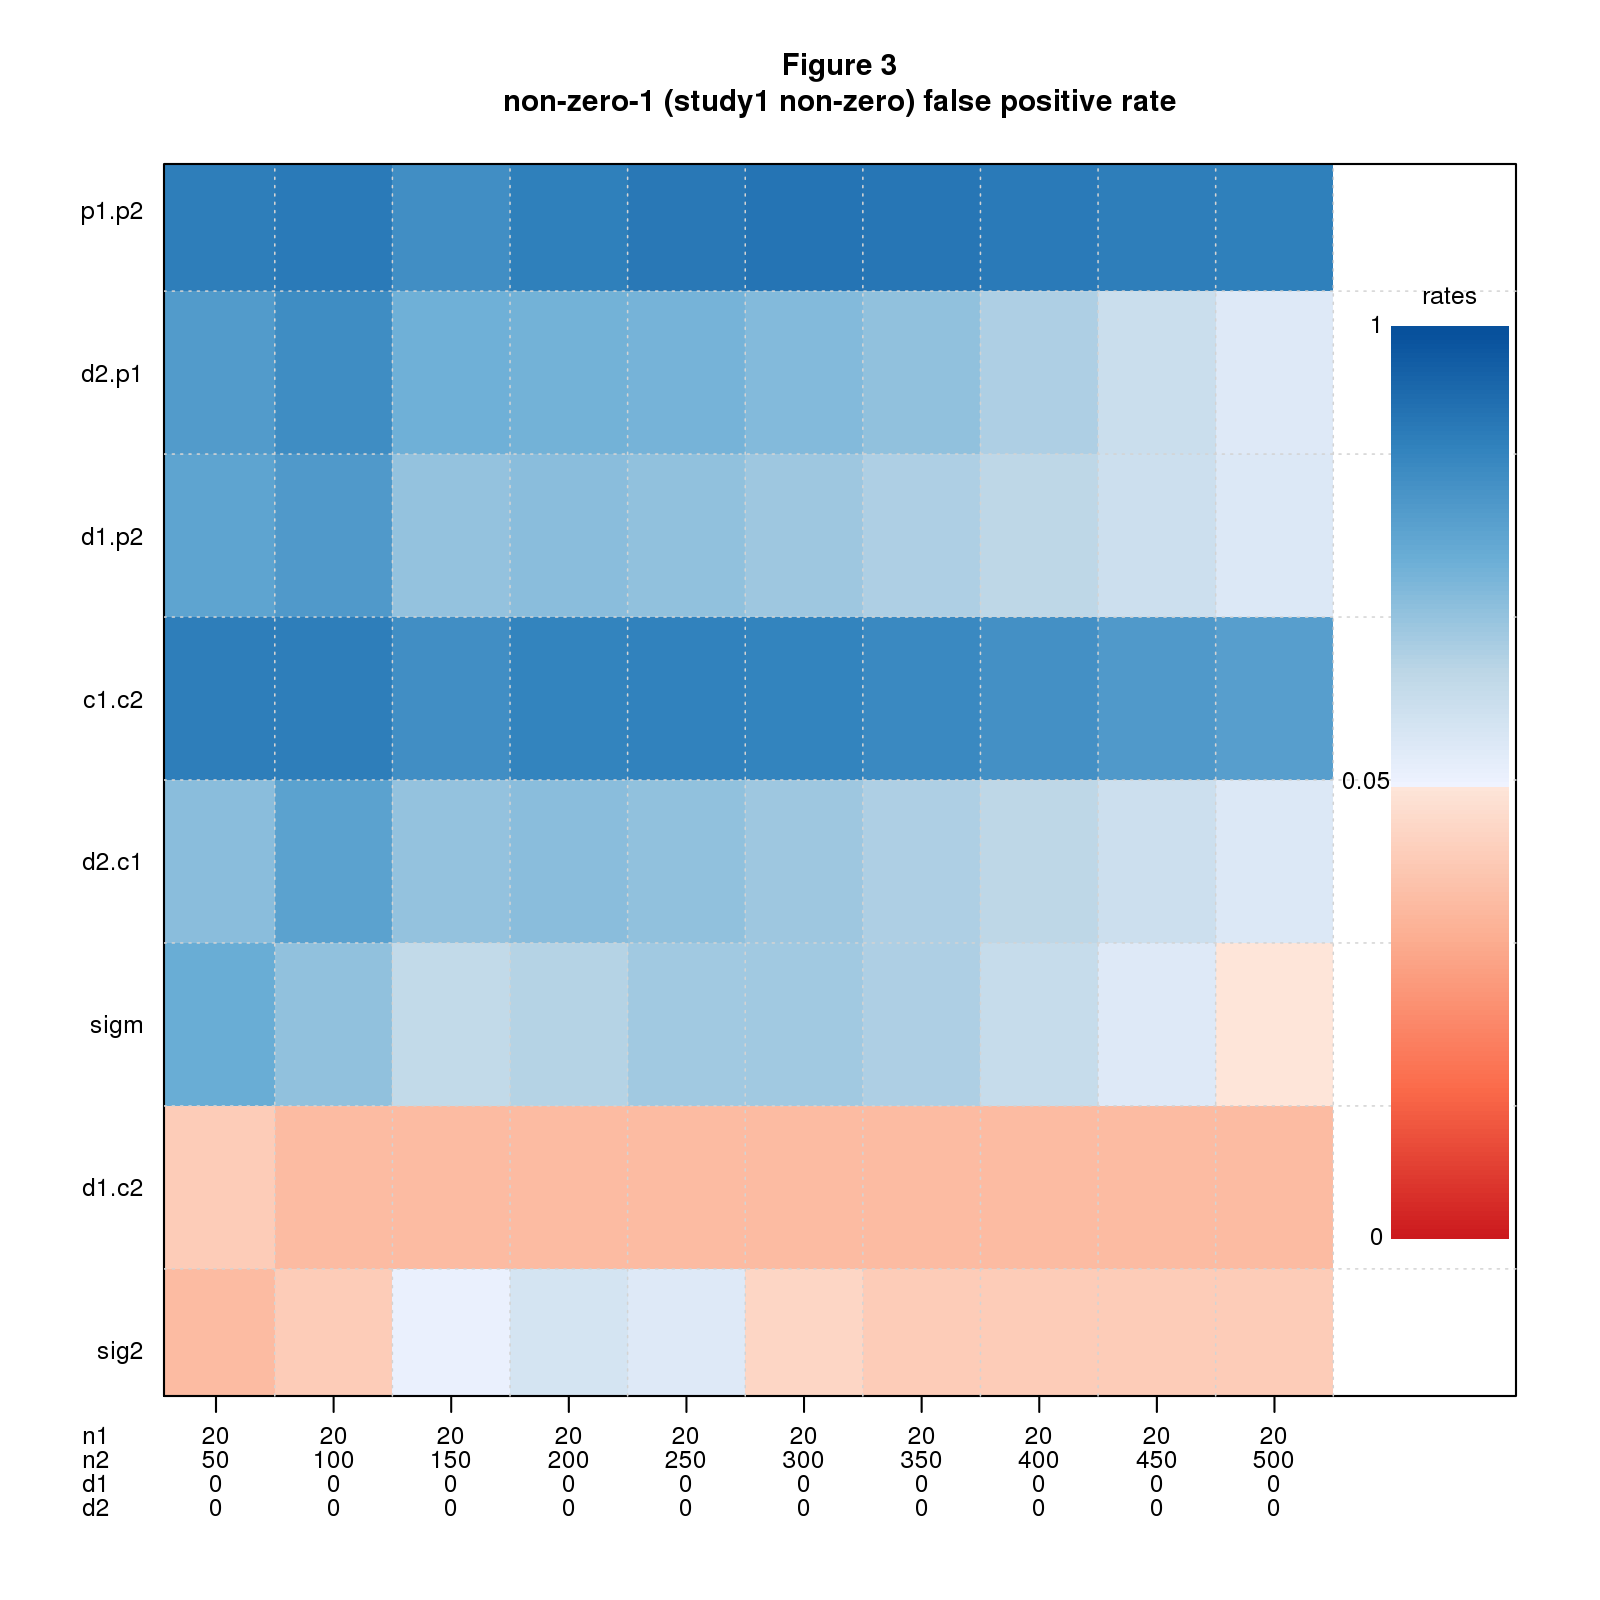 Figure 3
non-zero-1 (study1 non-zero) false positive rate
p1.p2
d2.p1
d1.p2
c1.c2
d2.c1
sigm
d1.c2
sig2
rates
1
0.05
0
n1 20 20 20 20 20 20 20 20 20 20
n2 50 100 150 200 250 300 350 400 450 500
d1 0 0 0 0 0 0 0 0 0 0
d2 0 0 0 0 0 0 0 0 0 0